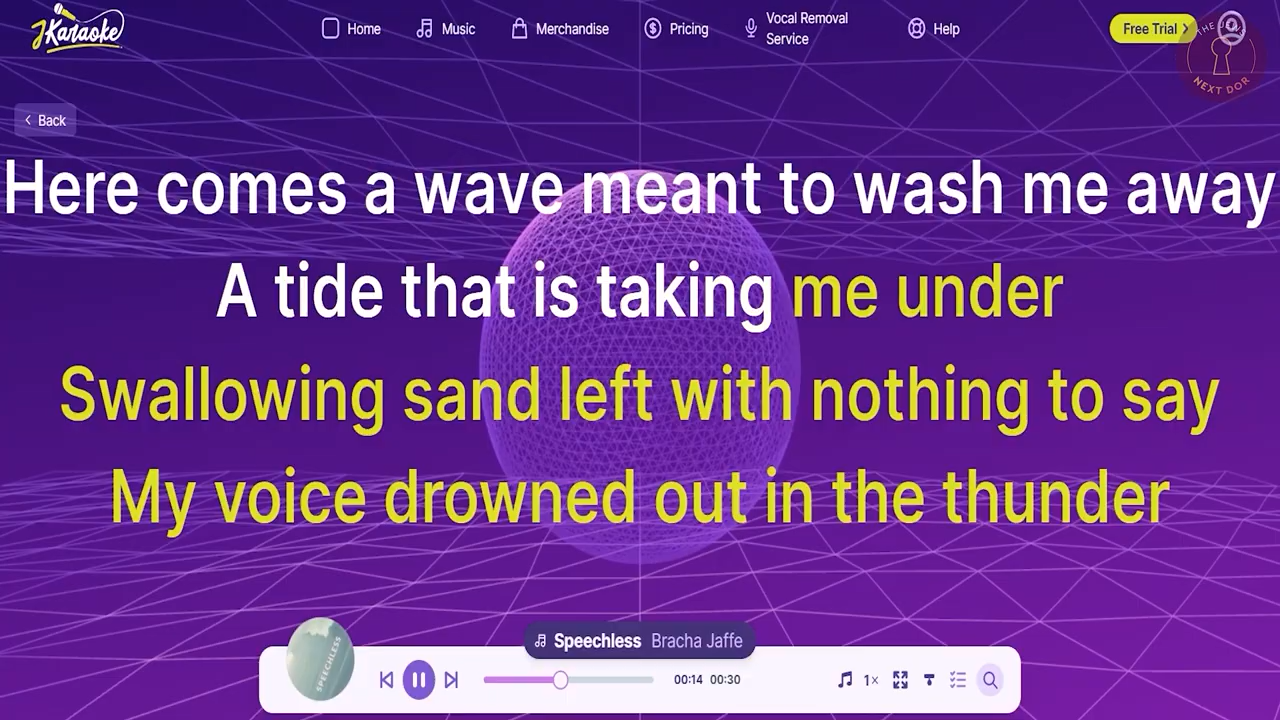 JKaraoke
Home
Music
Merchandise
Pricing
Vocal Removal
Service
Help
Free Trial
NEXT DOR
Back
Here comes a wave meant to wash me away
A tide that is taking me under
Swallowing sand left with nothing to say
My voice drowned out in the thunder
Speechless Bracha Jaffe
SPEECHLESS
00:14 00:30
1×